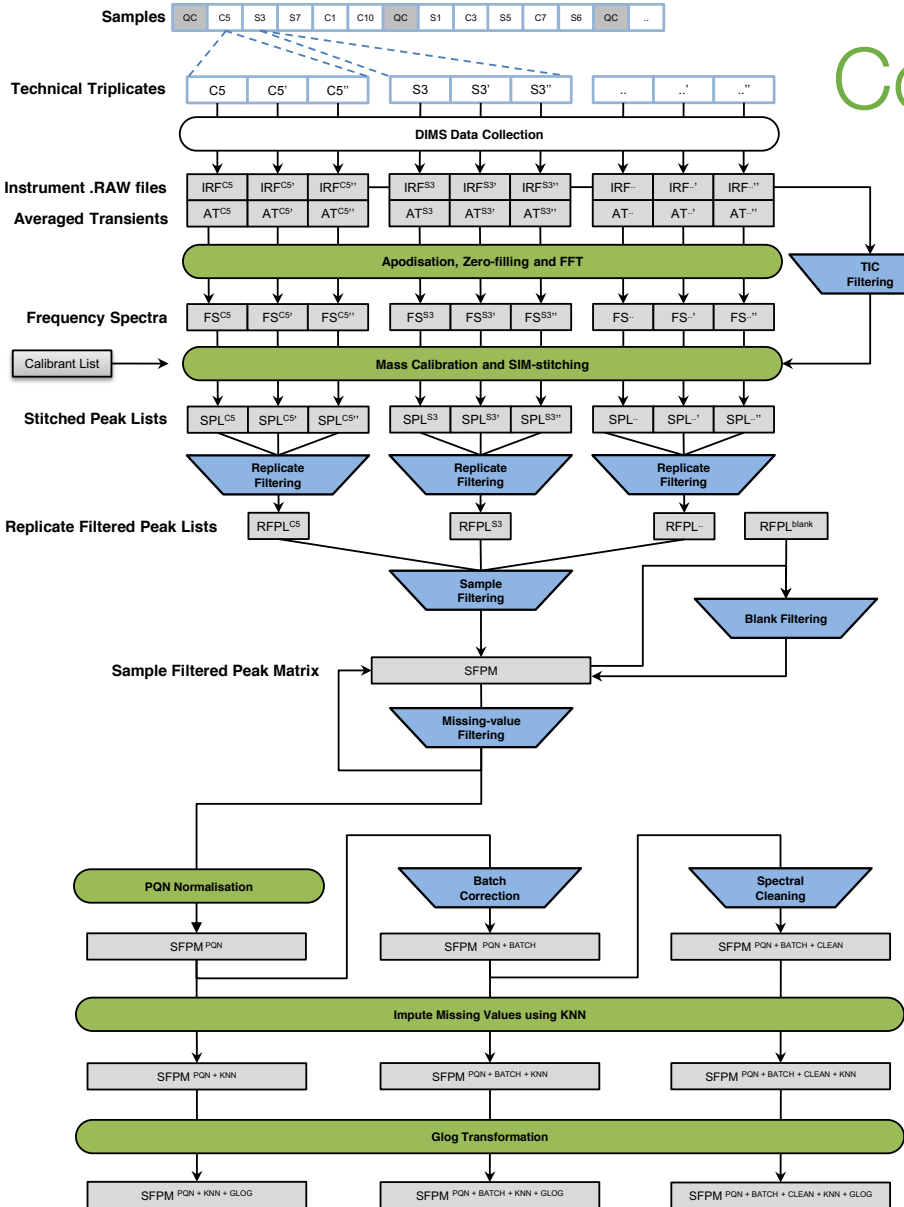 Samples QC C5 S3 S7 C1 C10 QC S1 C3 S5 C7 S6 QC ..
Co
Technical Triplicates C5 C5' C5'' S3 S3' S3'' .. ..' ..''
DIMS Data Collection
Instrument .RAW files IRF^C5 IRF^C5' IRF^C5'' IRF^S3 IRF^S3' IRF^S3'' IRF.. IRF..' IRF..''
Averaged Transients AT^C5 AT^C5' AT^C5'' AT^S3 AT^S3' AT^S3'' AT.. AT..' AT..''
Apodisation, Zero-filling and FFT
TIC
Filtering
Frequency Spectra FS^C5 FS^C5' FS^C5'' FS^S3 FS^S3' FS^S3'' FS.. FS..' FS..''
Calibrant List
Mass Calibration and SIM-stitching
Stitched Peak Lists SPL^C5 SPL^C5' SPL^C5'' SPL^S3 SPL^S3' SPL^S3'' SPL.. SPL..' SPL..''
Replicate
Filtering
Replicate
Filtering
Replicate
Filtering
Replicate Filtered Peak Lists RFPL^C5 RFPL^S3 RFPL.. RFPL^blank
Sample
Filtering
Blank Filtering
Sample Filtered Peak Matrix SFPM
Missing-value
Filtering
PQN Normalisation
Batch
Correction
Spectral
Cleaning
SFPM PQN SFPM PQN + BATCH SFPM PQN + BATCH + CLEAN
Impute Missing Values using KNN
SFPM PQN + KNN SFPM PQN + BATCH + KNN SFPM PQN + BATCH + CLEAN + KNN
Glog Transformation
SFPM PQN + KNN + GLOG SFPM PQN + BATCH + KNN + GLOG SFPM PQN + BATCH + CLEAN + KNN + GLOG